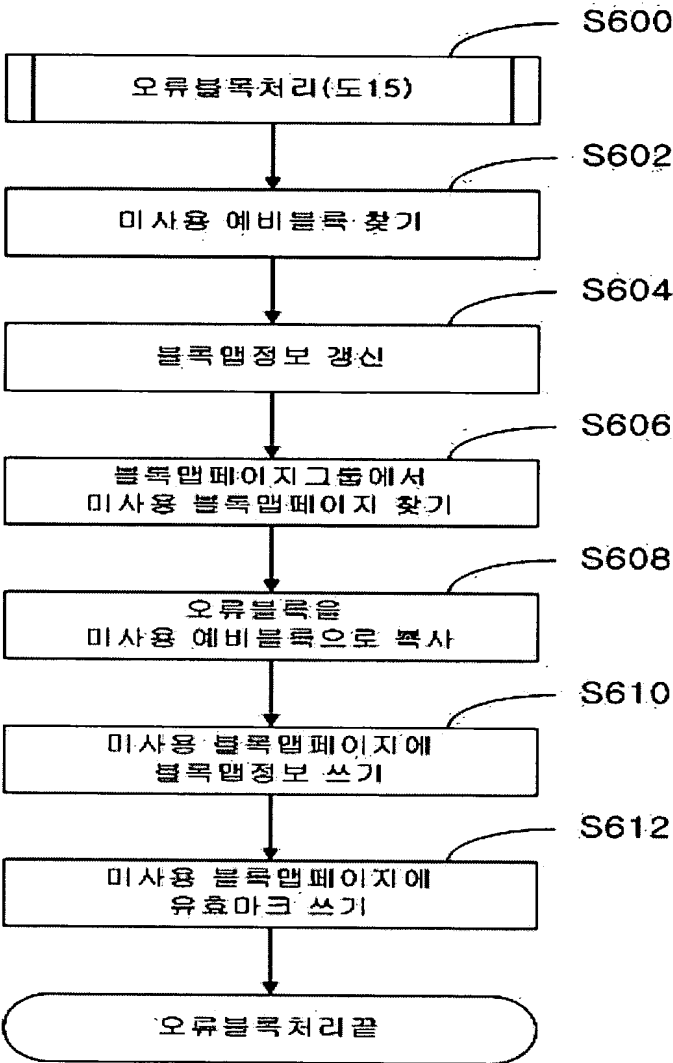 S600
오류블록처리(도15)
S602
미사용 예비블록 찾기
S604
블록맵정보 갱신
S606
블록맵페이지그룹에서
미사용 블록맵페이지 찾기
S608
오류블록을
미사용 예비블록으로 복사
S610
미사용 블록맵페이지에
블록맵정보 쓰기
S612
미사용 블록맵페이지에
유효마크 쓰기
오류블록처리끝